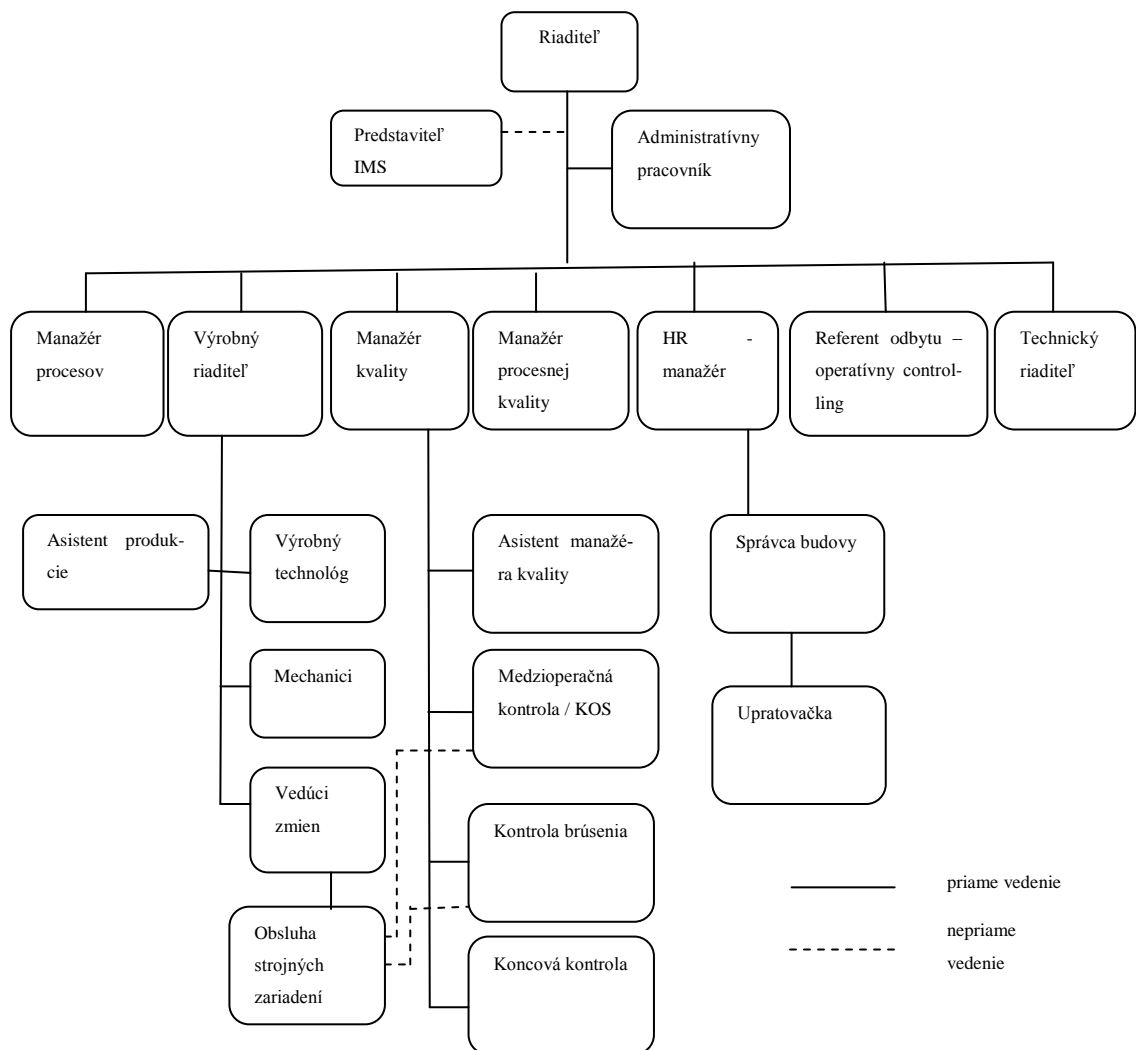 Riaditeľ
Predstaviteľ
IMS
Administratívny
pracovník
Manažér
procesov
Výrobný
riaditeľ
Manažér
kvality
Manažér
procesnej
kvality
HR -
manažér
Referent odbytu –
operatívny control-
ling
Technický
riaditeľ
Asistent produk-
cie
Výrobný
technológ
Asistent manažé-
ra kvality
Správca budovy
Mechanici
Medzioperačná
kontrola / KOS
Upratovačka
Vedúci
zmien
Kontrola brúsenia
Obsluha
strojných
zariadení
Koncová kontrola
priame vedenie
nepriame
vedenie